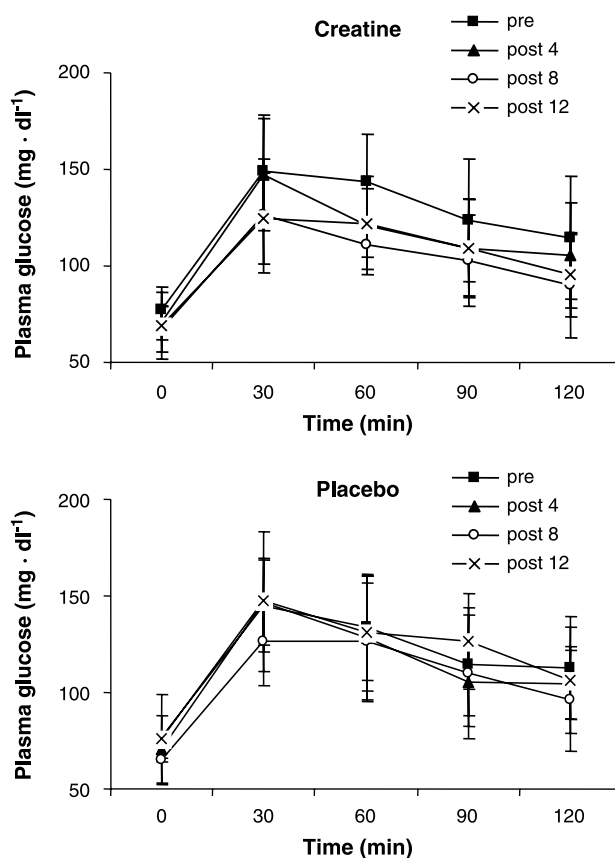 Creatine
pre
post 4
post 8
post 12
Plasma glucose (mg · dl⁻¹)
200
150
100
50
0 30 60 90 120
Time (min)
Placebo
pre
post 4
post 8
post 12
Plasma glucose (mg · dl⁻¹)
200
150
100
50
0 30 60 90 120
Time (min)